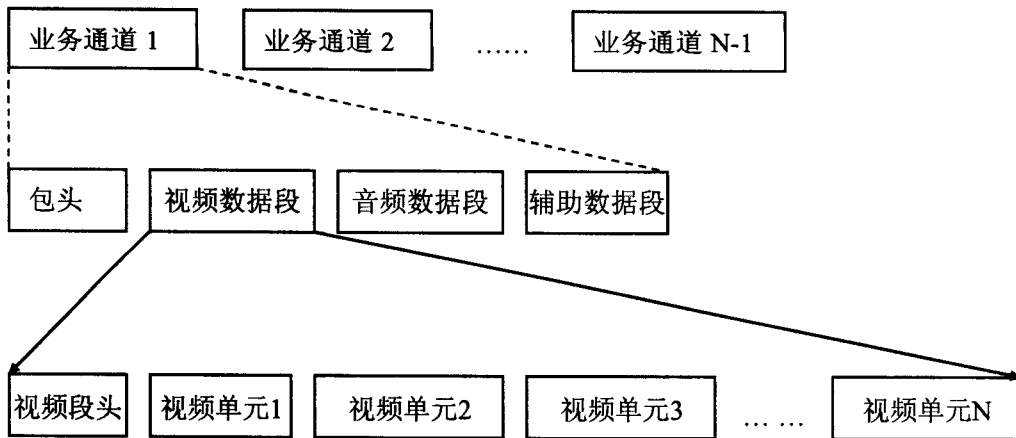 业务通道 1 业务通道 2 …… 业务通道 N-1
包头 视频数据段 音频数据段 辅助数据段
视频段头 视频单元1 视频单元2 视频单元3 …… 视频单元N